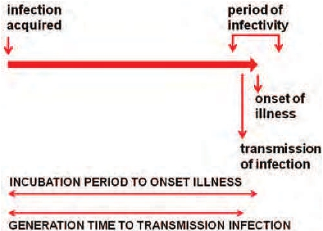 infection
acquired
period of
infectivity
onset of
illness
transmission
of infection
INCUBATION PERIOD TO ONSET ILLNESS
GENERATION TIME TO TRANSMISSION INFECTION